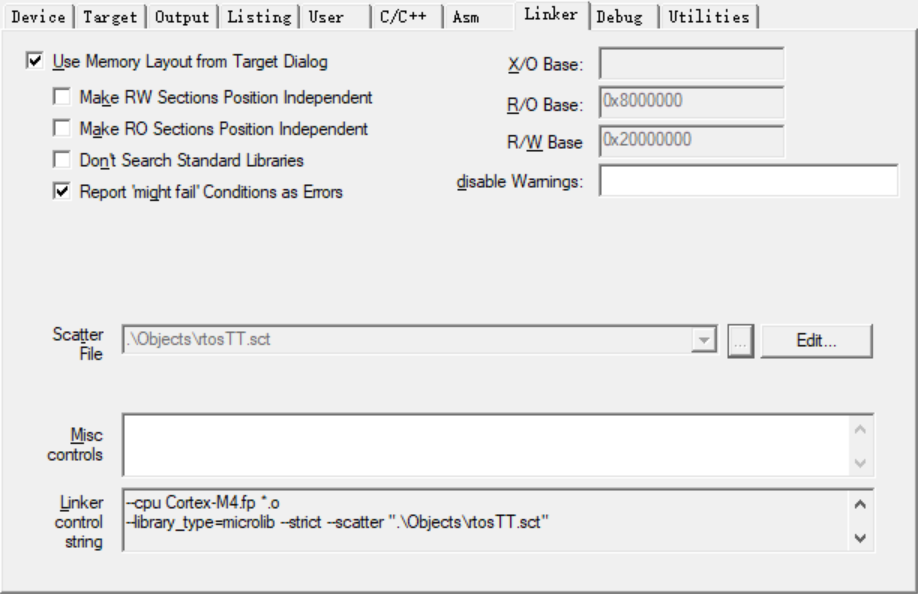 Device Target Output Listing User C/C++ Asm Linker Debug Utilities
Use Memory Layout from Target Dialog
Make RW Sections Position Independent
Make RO Sections Position Independent
Don't Search Standard Libraries
Report 'might fail' Conditions as Errors
X/O Base:
R/O Base: 0x8000000
R/W Base 0x20000000
disable Warnings:
Scatter
File
.\Objects\rtosTT.sct
...
Edit...
Misc
controls
Linker
control
string
--cpu Cortex-M4.fp *.o
--library_type=microlib --strict --scatter ".\Objects\rtosTT.sct"